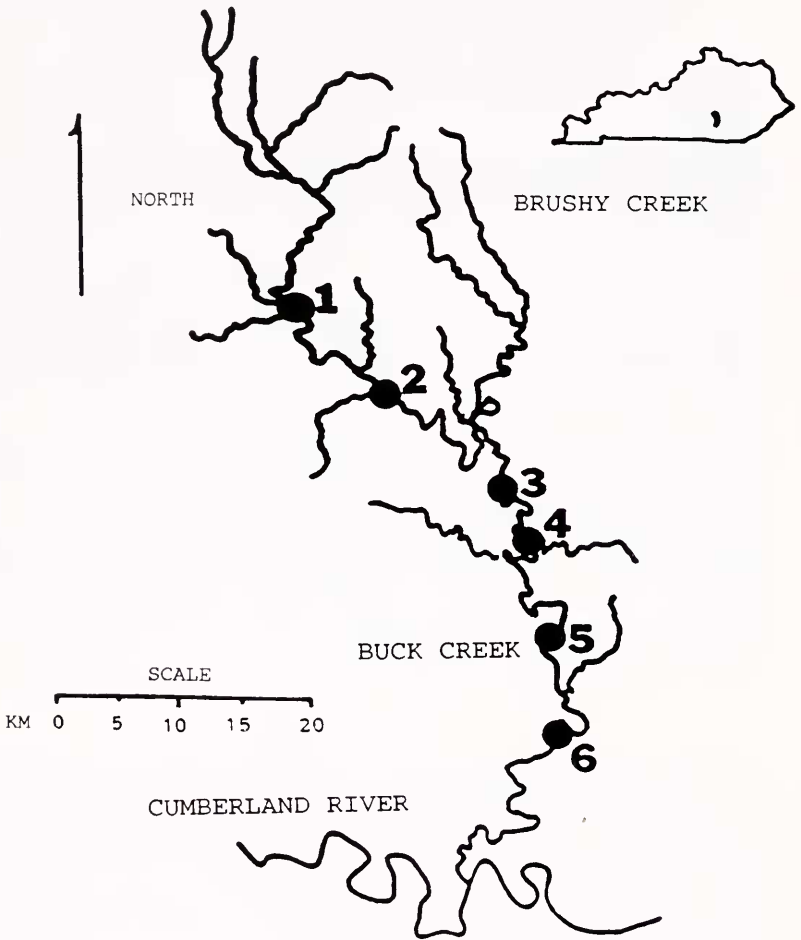 NORTH
BRUSHY CREEK
1
2
3
4
BUCK CREEK
5
SCALE
KM 0 5 10 15 20
6
CUMBERLAND RIVER